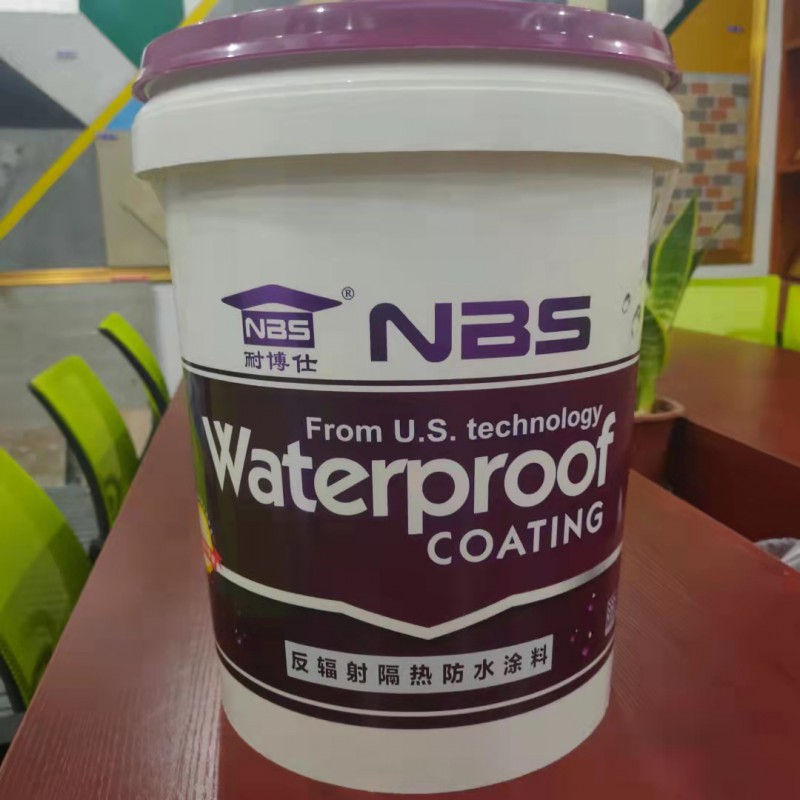 NBS
®
耐博仕
NBS
From U.S. technology
Waterproof
COATING
反辐射隔热防水涂料